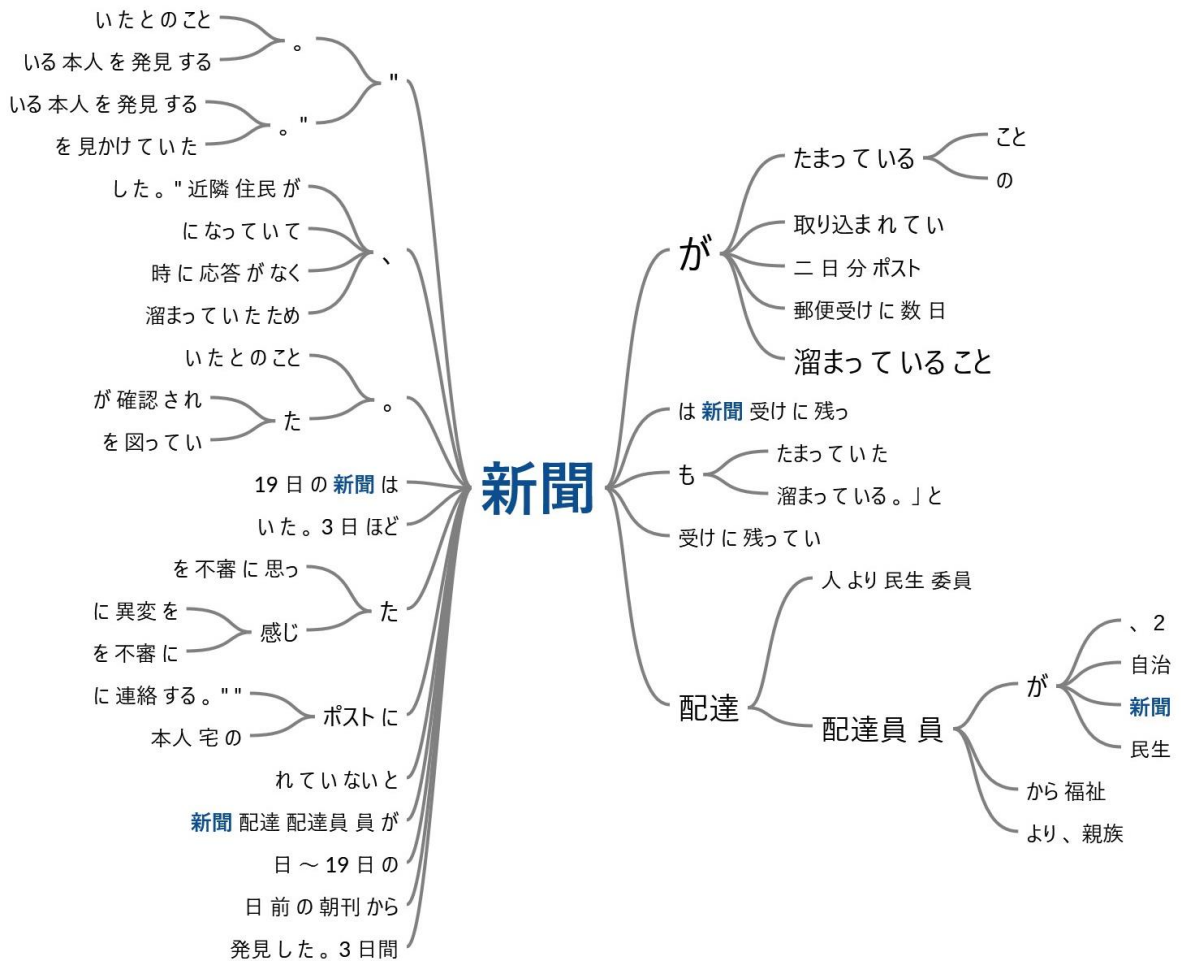 いたとのこと
。
いる 本人 を 発見 する
"
いる 本人 を 発見 する
。"
を 見かけ ていた
した 。" 近隣 住民 が
に なっ ていて
、
時 に 応答 が なく
溜まっ ていた ため
いたとのこと
。
が 確認 され
た
を 図ってい
19 日 の 新聞 は
いた 。3 日 ほど
を 不審 に 思っ
た
に 異変 を
感じ
を 不審 に
に 連絡 する 。""
ポスト に
本人 宅 の
れていないと
新聞 配達 配達員 員 が
日 ～ 19 日 の
日 前 の 朝刊 から
発見した 。3 日間
新聞
が
たまっ ている
こと
の
取り込ま れ てい
二 日 分 ポスト
郵便受け に 数 日
溜まっ ている こと
は 新聞 受け に 残っ
も
たまっ ていた
溜まっ ている 。」と
受け に 残っ てい
配達
人 より 民生 委員
配達員 員
が
、2
自治
新聞
民生
から 福祉
より 、親族